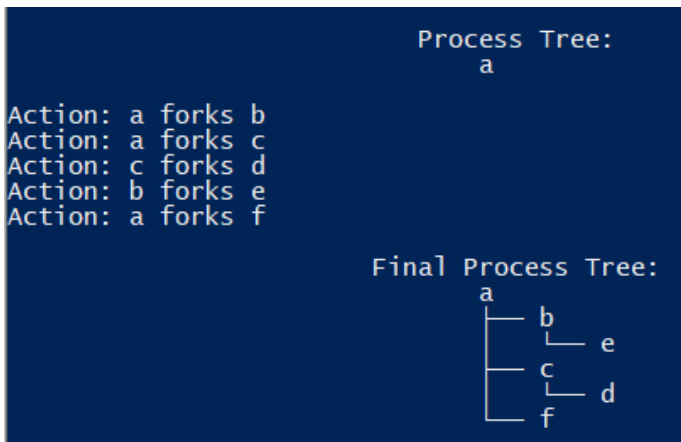 Process Tree:
a
Action: a forks b
Action: a forks c
Action: c forks d
Action: b forks e
Action: a forks f
Final Process Tree:
a
├── b
│   └── e
├── c
│   └── d
└── f